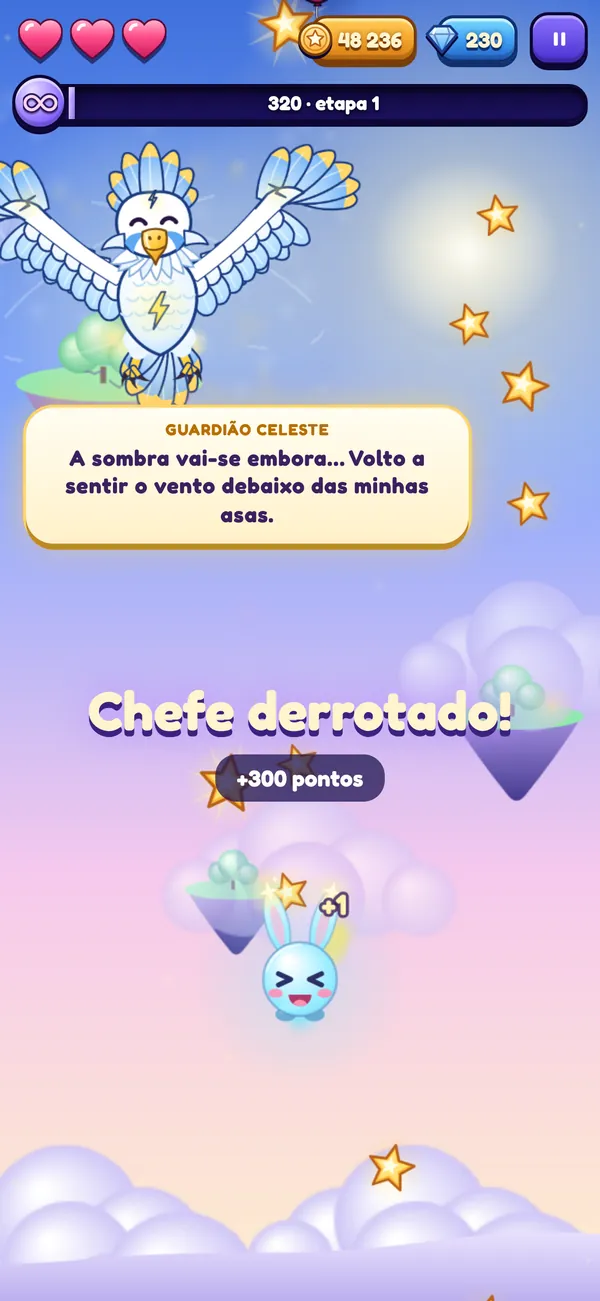 48 236
230
320 · etapa 1
GUARDIÃO CELESTE
A sombra vai-se embora... Volto a
sentir o vento debaixo das minhas
asas.
Chefe derrotado!
+300 pontos
+1